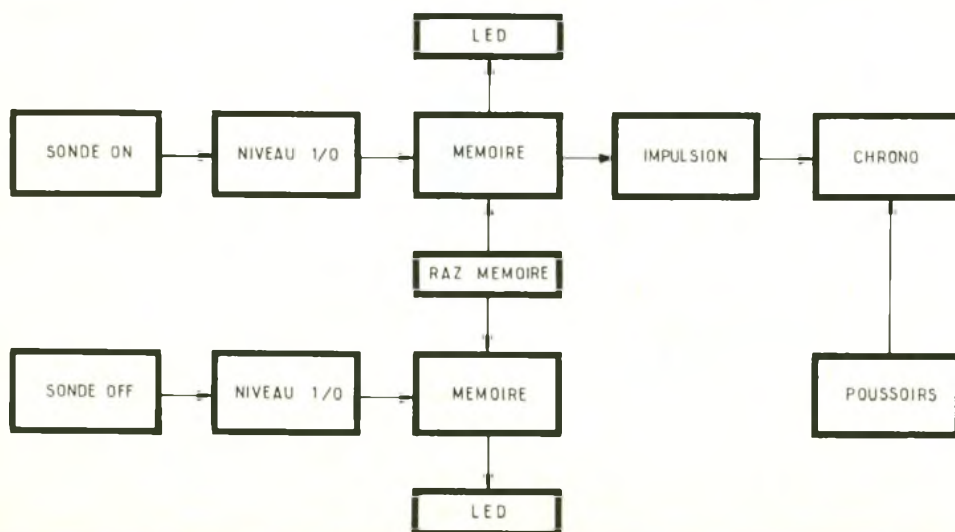 LED
SONDE ON
NIVEAU 1/0
MEMOIRE
IMPULSION
CHRONO
RAZ MEMOIRE
SONDE OFF
NIVEAU 1/0
MEMOIRE
POUSSOIRS
LED